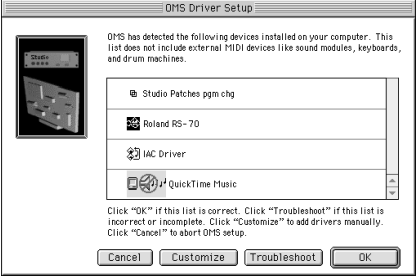 OMS Driver Setup
OMS has detected the following devices installed on your computer. This
list does not include external MIDI devices like sound modules, keyboards,
and drum machines.
Studio
Studio Patches pgm chg
Roland RS-70
IAC Driver
QuickTime Music
Click “OK” if this list is correct. Click “Troubleshoot” if this list is
incorrect or incomplete. Click “Customize” to add drivers manually.
Click “Cancel” to abort OMS setup.
Cancel Customize Troubleshoot OK